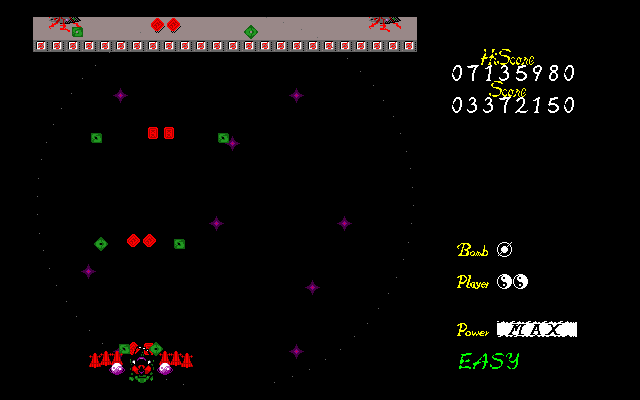 HiScore
07135980
Score
03372150
Bomb
Player
Power MAX
EASY